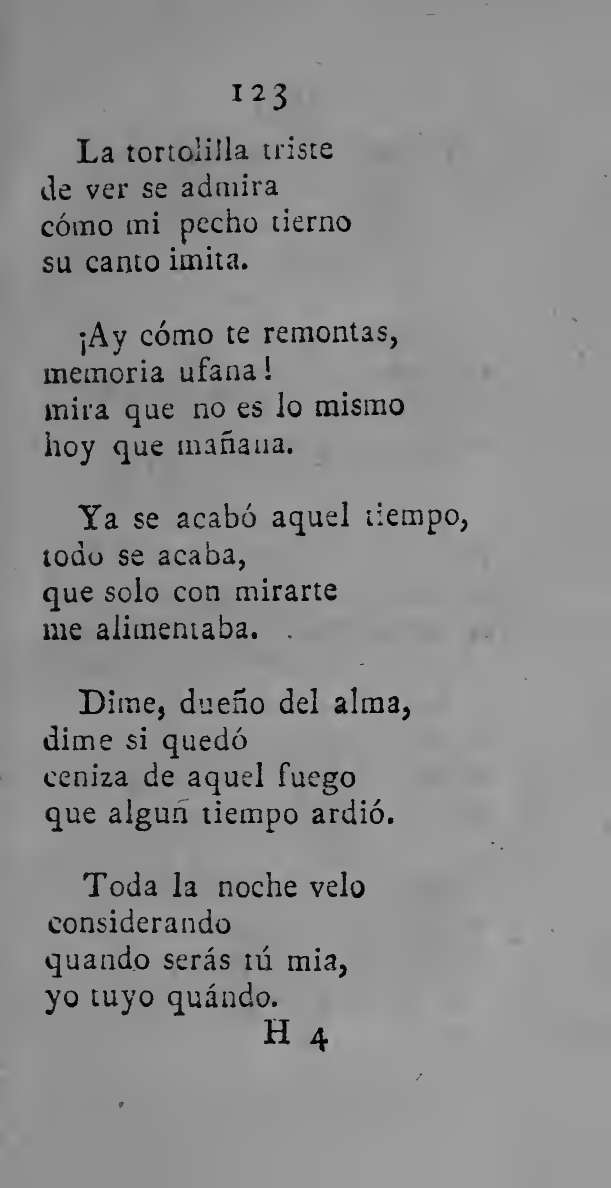 123
La tortolilla triste
de ver se admira
cómo mi pecho tierno
su canto imita.
¡Ay cómo te remontas,
memoria ufana!
mira que no es lo mismo
hoy que mañana.
Ya se acabó aquel tiempo,
todo se acaba,
que solo con mirarte
me alimentaba.
Dime, dueño del alma,
dime si quedó
ceniza de aquel fuego
que alguñ tiempo ardió.
Toda la noche velo
considerando
quando serás tú mia,
yo tuyo quándo.
H 4